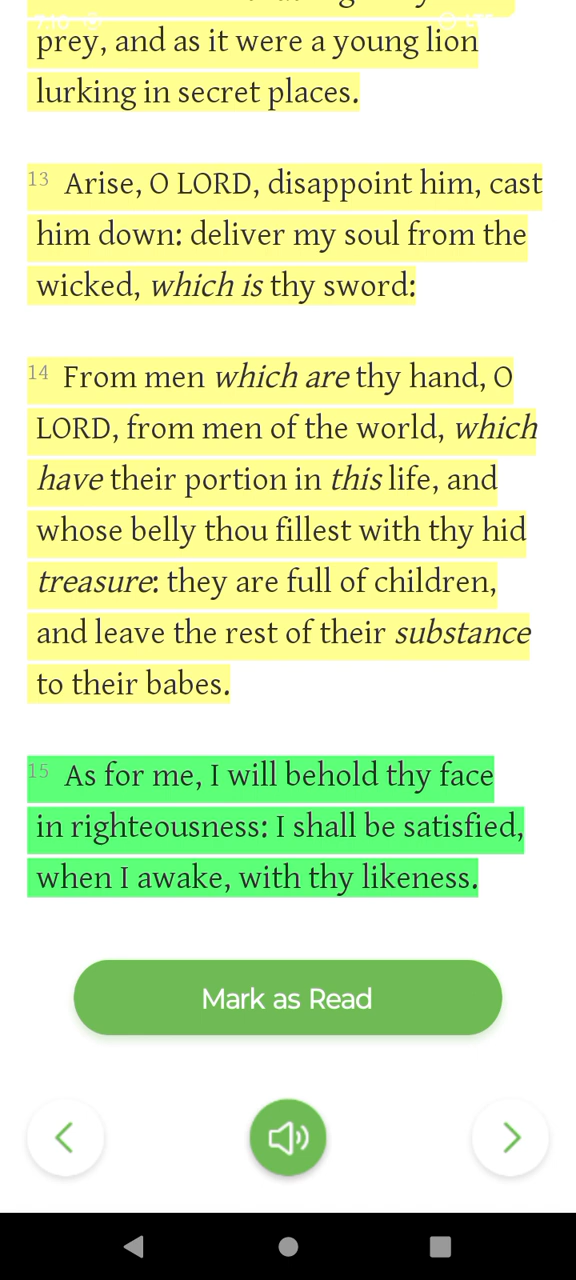 7:10
LTE
prey, and as it were a young lion
lurking in secret places.
13 Arise, O LORD, disappoint him, cast
him down: deliver my soul from the
wicked, which is thy sword:
14 From men which are thy hand, O
LORD, from men of the world, which
have their portion in this life, and
whose belly thou fillest with thy hid
treasure: they are full of children,
and leave the rest of their substance
to their babes.
15 As for me, I will behold thy face
in righteousness: I shall be satisfied,
when I awake, with thy likeness.
Mark as Read